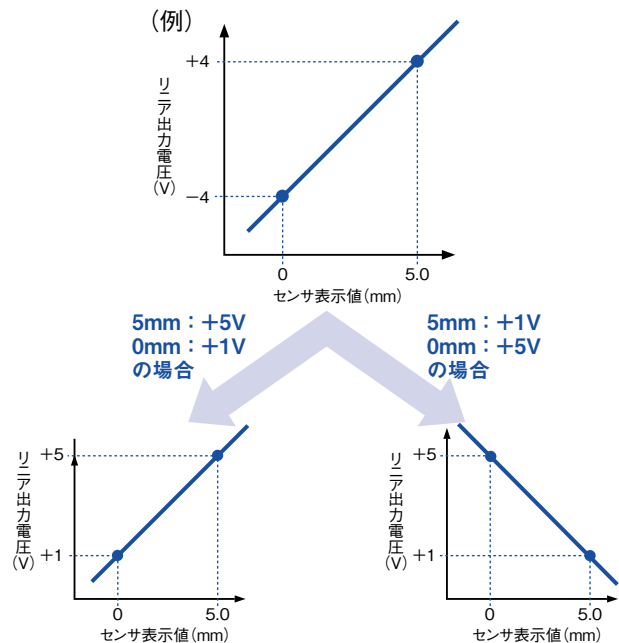 (例)
+4
リニア出力電圧(V)
−4
0
5.0
センサ表示値(mm)
5mm：+5V
0mm：+1V
の場合
5mm：+1V
0mm：+5V
の場合
+5
リニア出力電圧(V)
+1
0
5.0
センサ表示値(mm)
+5
リニア出力電圧(V)
+1
0
5.0
センサ表示値(mm)